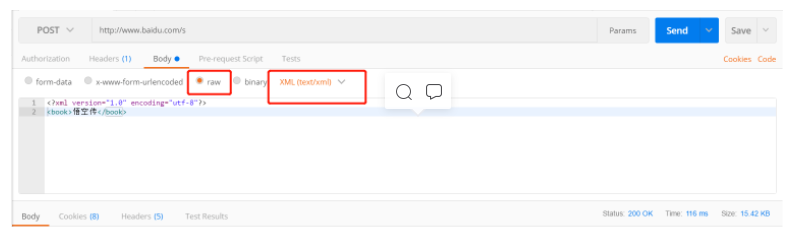 POST http://www.baidu.com/s Params Send Save
Authorization Headers (1) Body Pre-request Script Tests Cookies Code
form-data x-www-form-urlencoded raw binary XML (text/xml)
1 <?xml version="1.0" encoding="utf-8"?>
2 <book>悟空传</book>
Body Cookies (8) Headers (5) Test Results Status: 200 OK Time: 116 ms Size: 15.42 KB